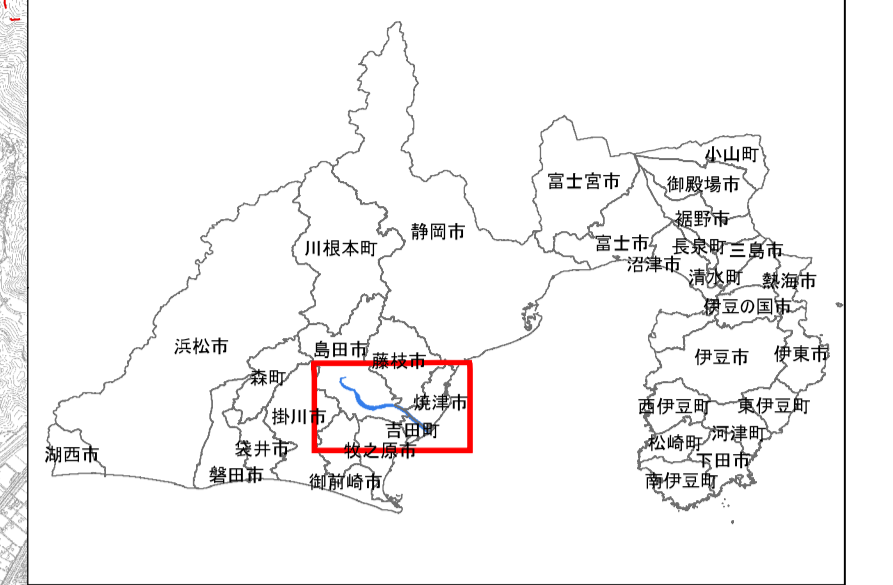 小山町
富士宮市
御殿場市
裾野市
静岡市
川根本町
富士市
長泉町
三島市
沼津市
清水町
熱海市
伊豆の国市
浜松市
島田市
藤枝市
伊豆市
伊東市
森町
焼津市
西伊豆町
東伊豆町
掛川市
吉田町
河津町
松崎町
袋井市
牧之原市
湖西市
下田市
磐田市
御前崎市
南伊豆町